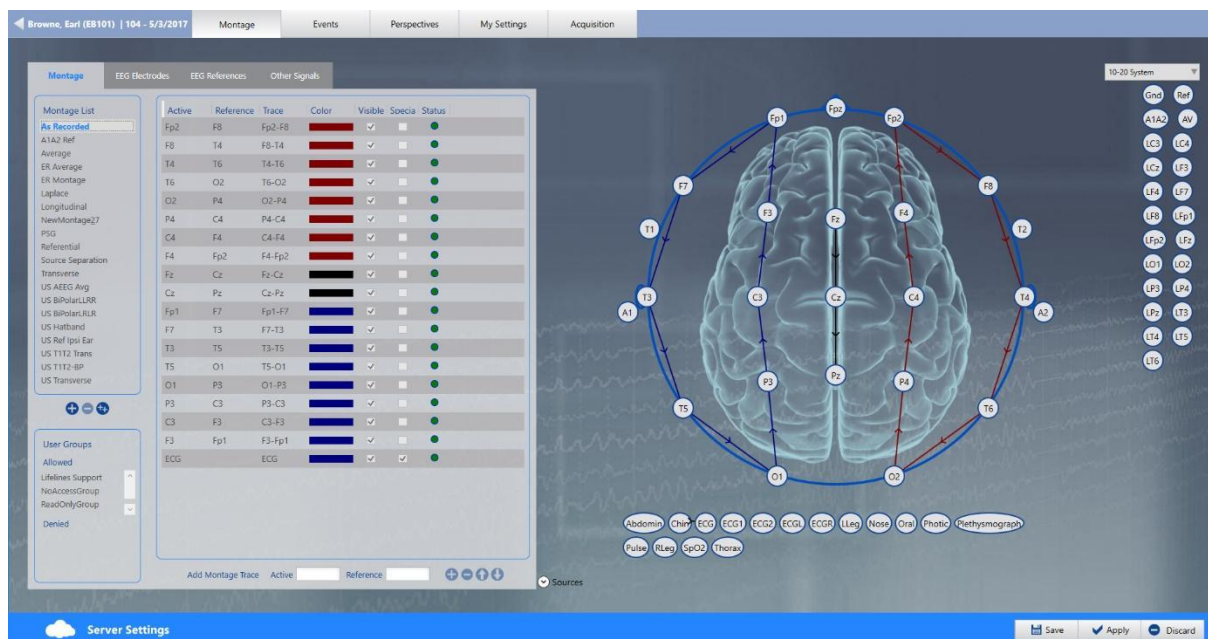 Browne, Earl (EB101) | 104 - 5/3/2017
Montage
Events
Perspectives
My Settings
Acquisition
Montage
EEG Electrodes
EEG References
Other Signals
Montage List
As Recorded
A1A2 Ref
Average
ER Average
ER Montage
Laplace
Longitudinal
NewMontage27
PSG
Referential
Source Separation
Transverse
US AEEG Avg
US BiPolarLLRR
US BiPolarLRLR
US Hatband
US Ref Ipsi Ear
US T1T2 Trans
US T1T2-BP
US Transverse
User Groups
Allowed
Lifelines Support
NoAccessGroup
ReadOnlyGroup
Denied
Active Reference Trace Color Visible Specia Status
Fp2 F8 Fp2-F8
F8 T4 F8-T4
T4 T6 T4-T6
T6 O2 T6-O2
O2 P4 O2-P4
P4 C4 P4-C4
C4 F4 C4-F4
F4 Fp2 F4-Fp2
Fz Cz Fz-Cz
Cz Pz Cz-Pz
Fp1 F7 Fp1-F7
F7 T3 F7-T3
T3 T5 T3-T5
T5 O1 T5-O1
O1 P3 O1-P3
P3 C3 P3-C3
C3 F3 C3-F3
F3 Fp1 F3-Fp1
ECG ECG
Add Montage Trace Active Reference
Sources
Fp1 Fpz Fp2
F7 F8
F3 Fz F4
T1 T2
T3 C3 Cz C4 T4
A1 A2
P3 Pz P4
T5 T6
O1 O2
Abdomin Chin ECG ECG1 ECG2 ECGL ECGR LLeg Nose Oral Photic Plethysmograph
Pulse RLeg SpO2 Thorax
10-20 System
Gnd Ref
A1A2 AV
LC3 LC4
LCz LF3
LF4 LF7
LF8 LFp1
LFp2 LFz
LO1 LO2
LP3 LP4
LPz LT3
LT4 LT5
LT6
Server Settings
Save
Apply
Discard